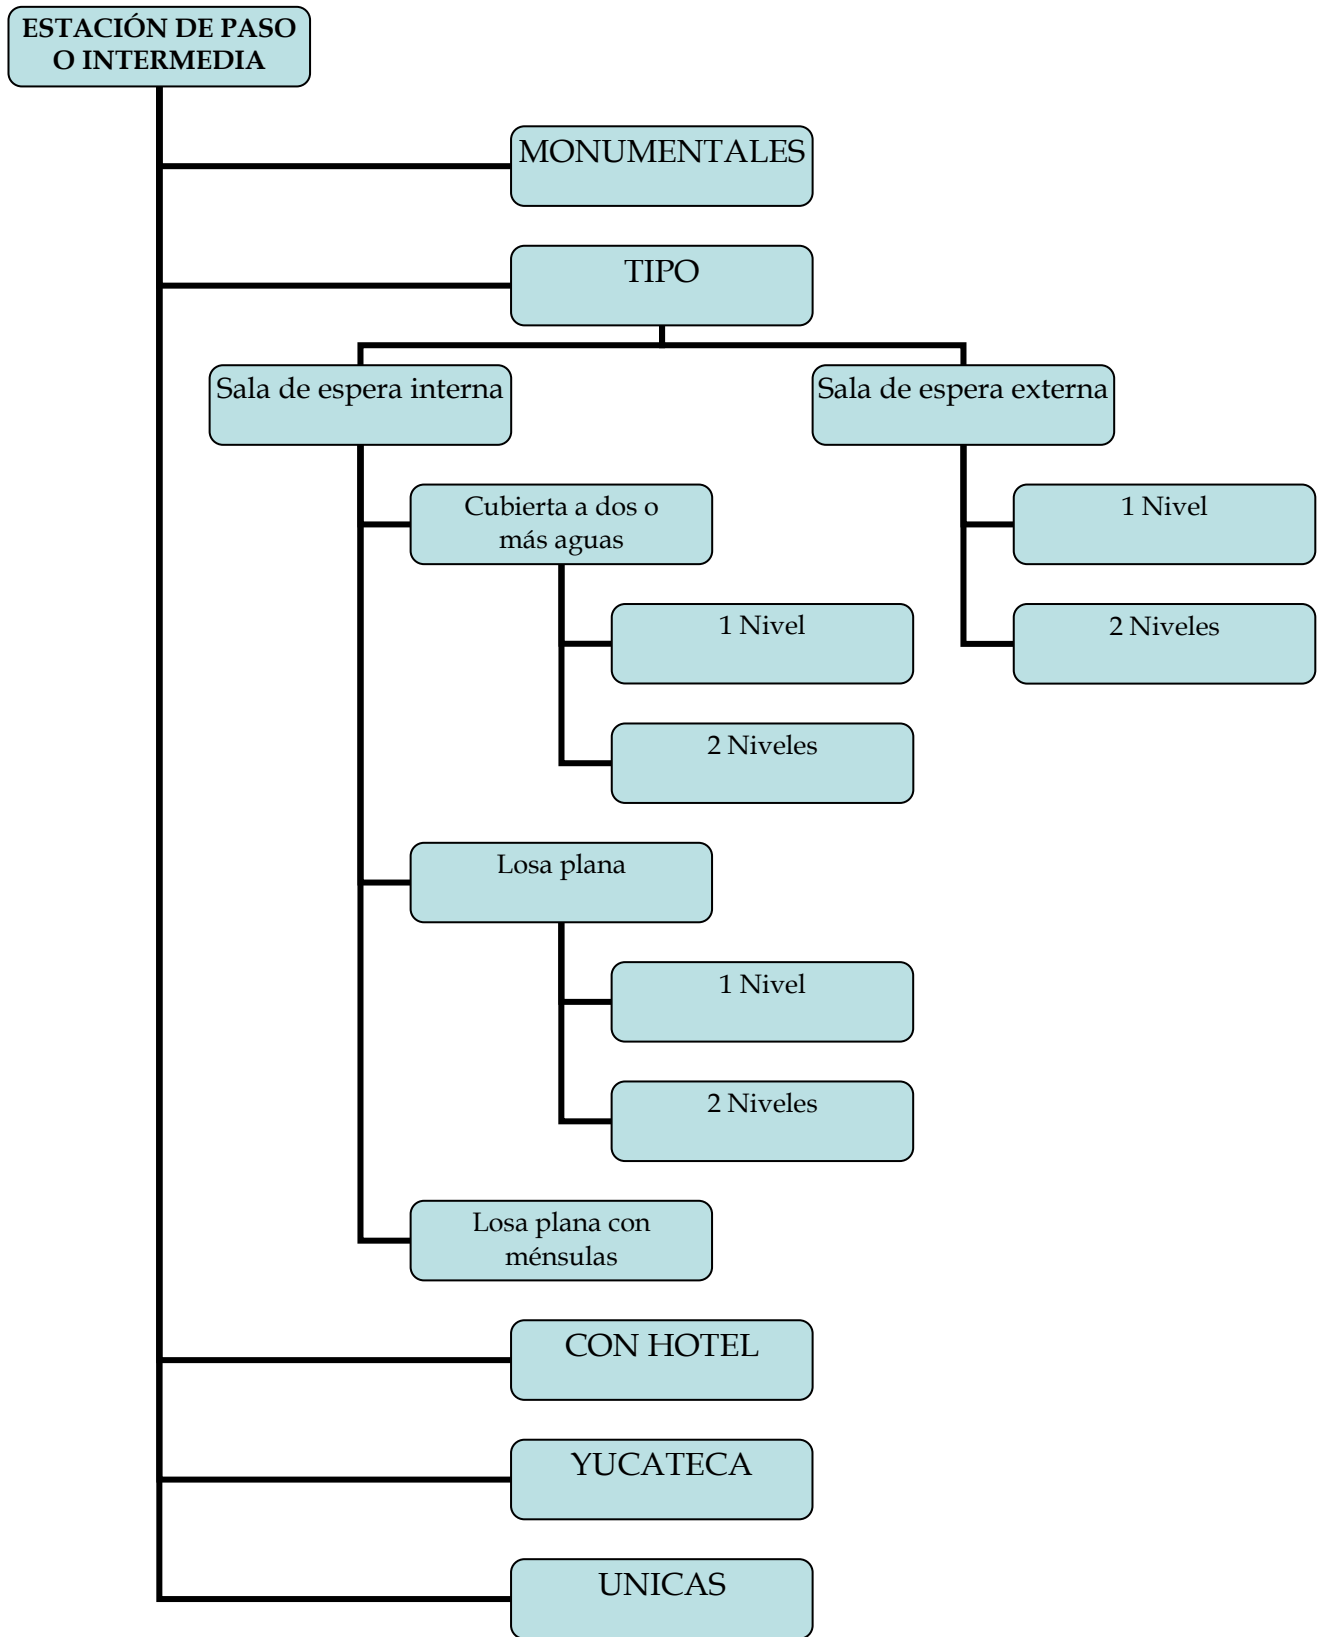 ESTACIÓN DE PASO
O INTERMEDIA
MONUMENTALES
TIPO
Sala de espera interna
Sala de espera externa
Cubierta a dos o
más aguas
1 Nivel
1 Nivel
2 Niveles
2 Niveles
Losa plana
1 Nivel
2 Niveles
Losa plana con
ménsulas
CON HOTEL
YUCATECA
UNICAS